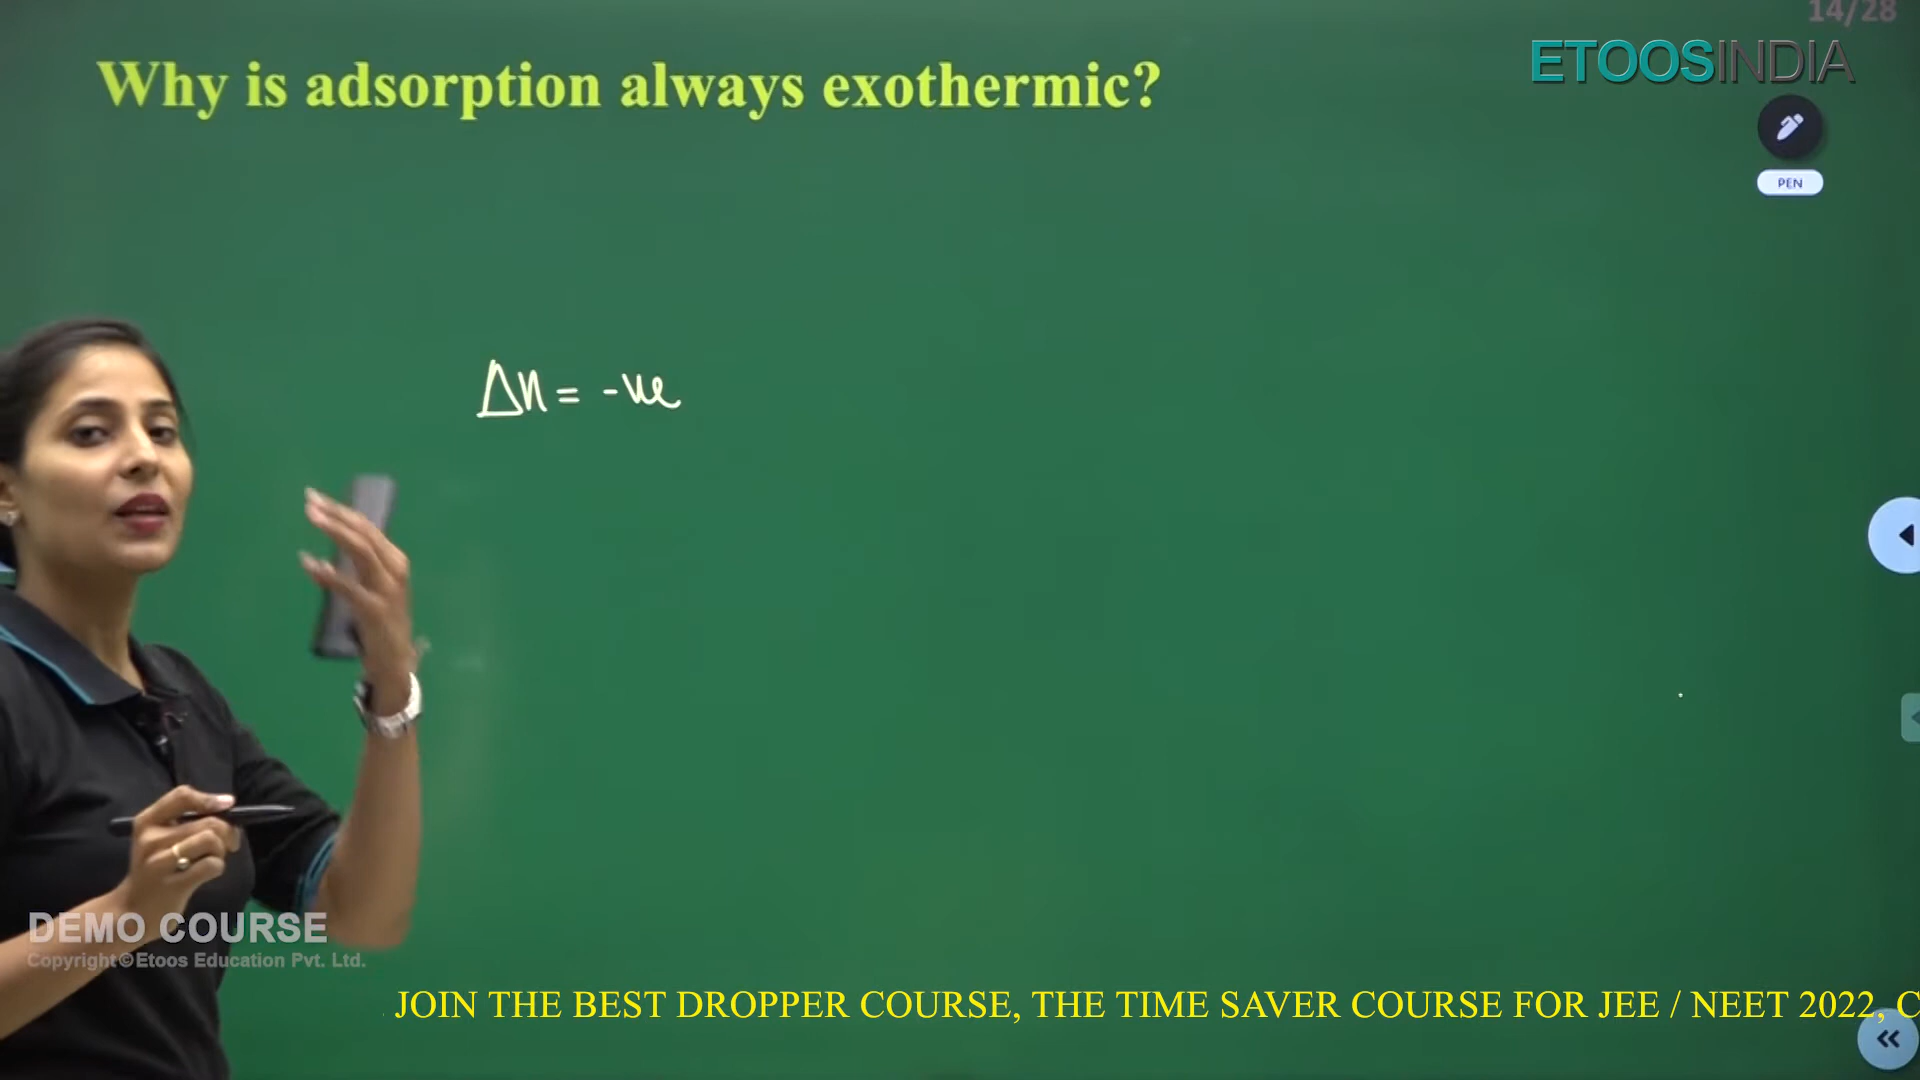 14/28
ETOOSINDIA
Why is adsorption always exothermic?
PEN
Δн = -ve
DEMO COURSE
Copyright©Etoos Education Pvt. Ltd.
JOIN THE BEST DROPPER COURSE, THE TIME SAVER COURSE FOR JEE / NEET 2022, C